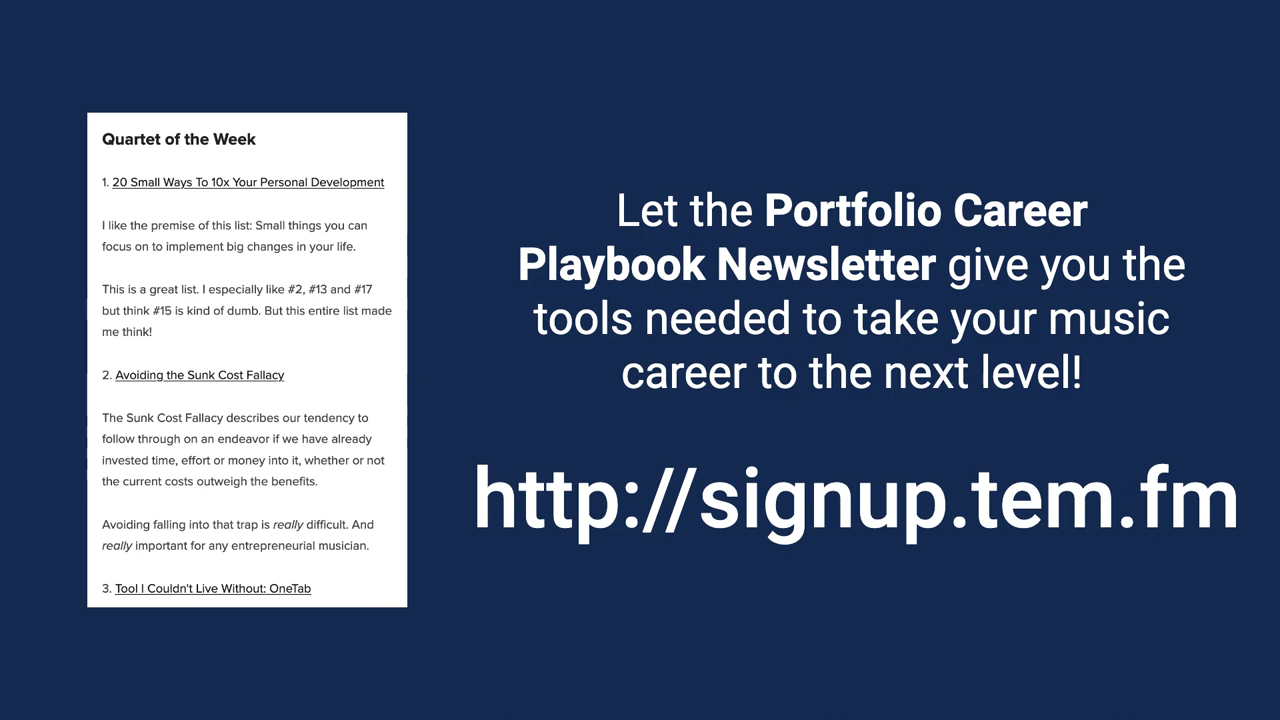 Quartet of the Week
1. 20 Small Ways To 10x Your Personal Development
I like the premise of this list: Small things you can
focus on to implement big changes in your life.
This is a great list. I especially like #2, #13 and #17
but think #15 is kind of dumb. But this entire list made
me think!
2. Avoiding the Sunk Cost Fallacy
The Sunk Cost Fallacy describes our tendency to
follow through on an endeavor if we have already
invested time, effort or money into it, whether or not
the current costs outweigh the benefits.
Avoiding falling into that trap is really difficult. And
really important for any entrepreneurial musician.
3. Tool I Couldn't Live Without: OneTab
Let the Portfolio Career
Playbook Newsletter give you the
tools needed to take your music
career to the next level!
http://signup.tem.fm